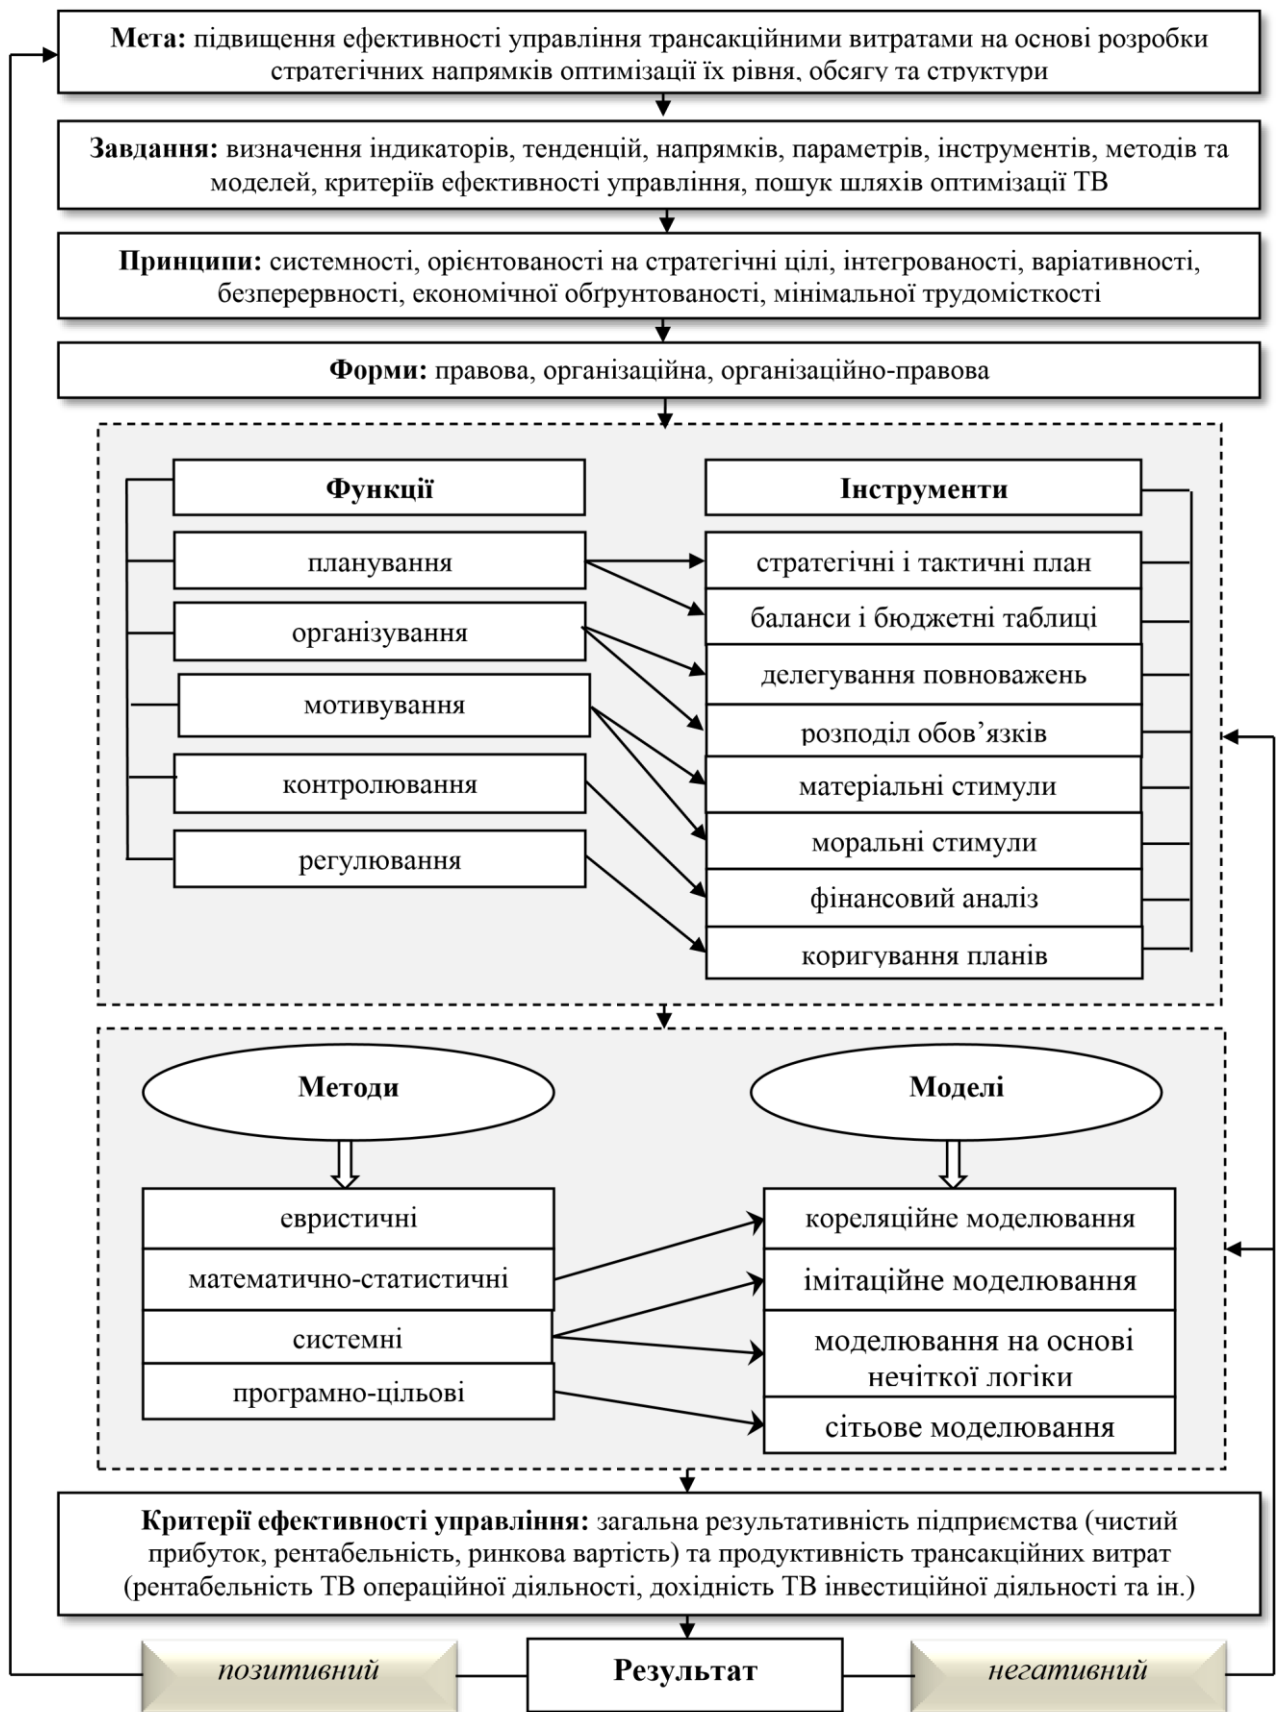 Мета: підвищення ефективності управління трансакційними витратами на основі розробки
стратегічних напрямків оптимізації їх рівня, обсягу та структури
Завдання: визначення індикаторів, тенденцій, напрямків, параметрів, інструментів, методів та
моделей, критеріїв ефективності управління, пошук шляхів оптимізації ТВ
Принципи: системності, орієнтованості на стратегічні цілі, інтегрованості, варіативності,
безперервності, економічної обґрунтованості, мінімальної трудомісткості
Форми: правова, організаційна, організаційно-правова
Функції
планування
організування
мотивування
контролювання
регулювання
Інструменти
стратегічні і тактичні план
баланси і бюджетні таблиці
делегування повноважень
розподіл обов’язків
матеріальні стимули
моральні стимули
фінансовий аналіз
коригування планів
Методи
евристичні
математично-статистичні
системні
програмно-цільові
Моделі
кореляційне моделювання
імітаційне моделювання
моделювання на основі
нечіткої логіки
сітьове моделювання
Критерії ефективності управління: загальна результативність підприємства (чистий
прибуток, рентабельність, ринкова вартість) та продуктивність трансакційних витрат
(рентабельність ТВ операційної діяльності, дохідність ТВ інвестиційної діяльності та ін.)
позитивний
Результат
негативний